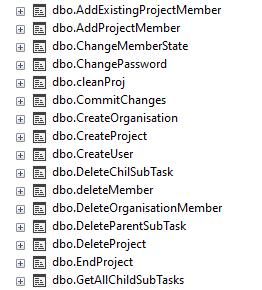 dbo.AddExistingProjectMember
dbo.AddProjectMember
dbo.ChangeMemberState
dbo.ChangePassword
dbo.cleanProj
dbo.CommitChanges
dbo.CreateOrganisation
dbo.CreateProject
dbo.CreateUser
dbo.DeleteChilSubTask
dbo.deleteMember
dbo.DeleteOrganisationMember
dbo.DeleteParentSubTask
dbo.DeleteProject
dbo.EndProject
dbo.GetAllChildSubTasks